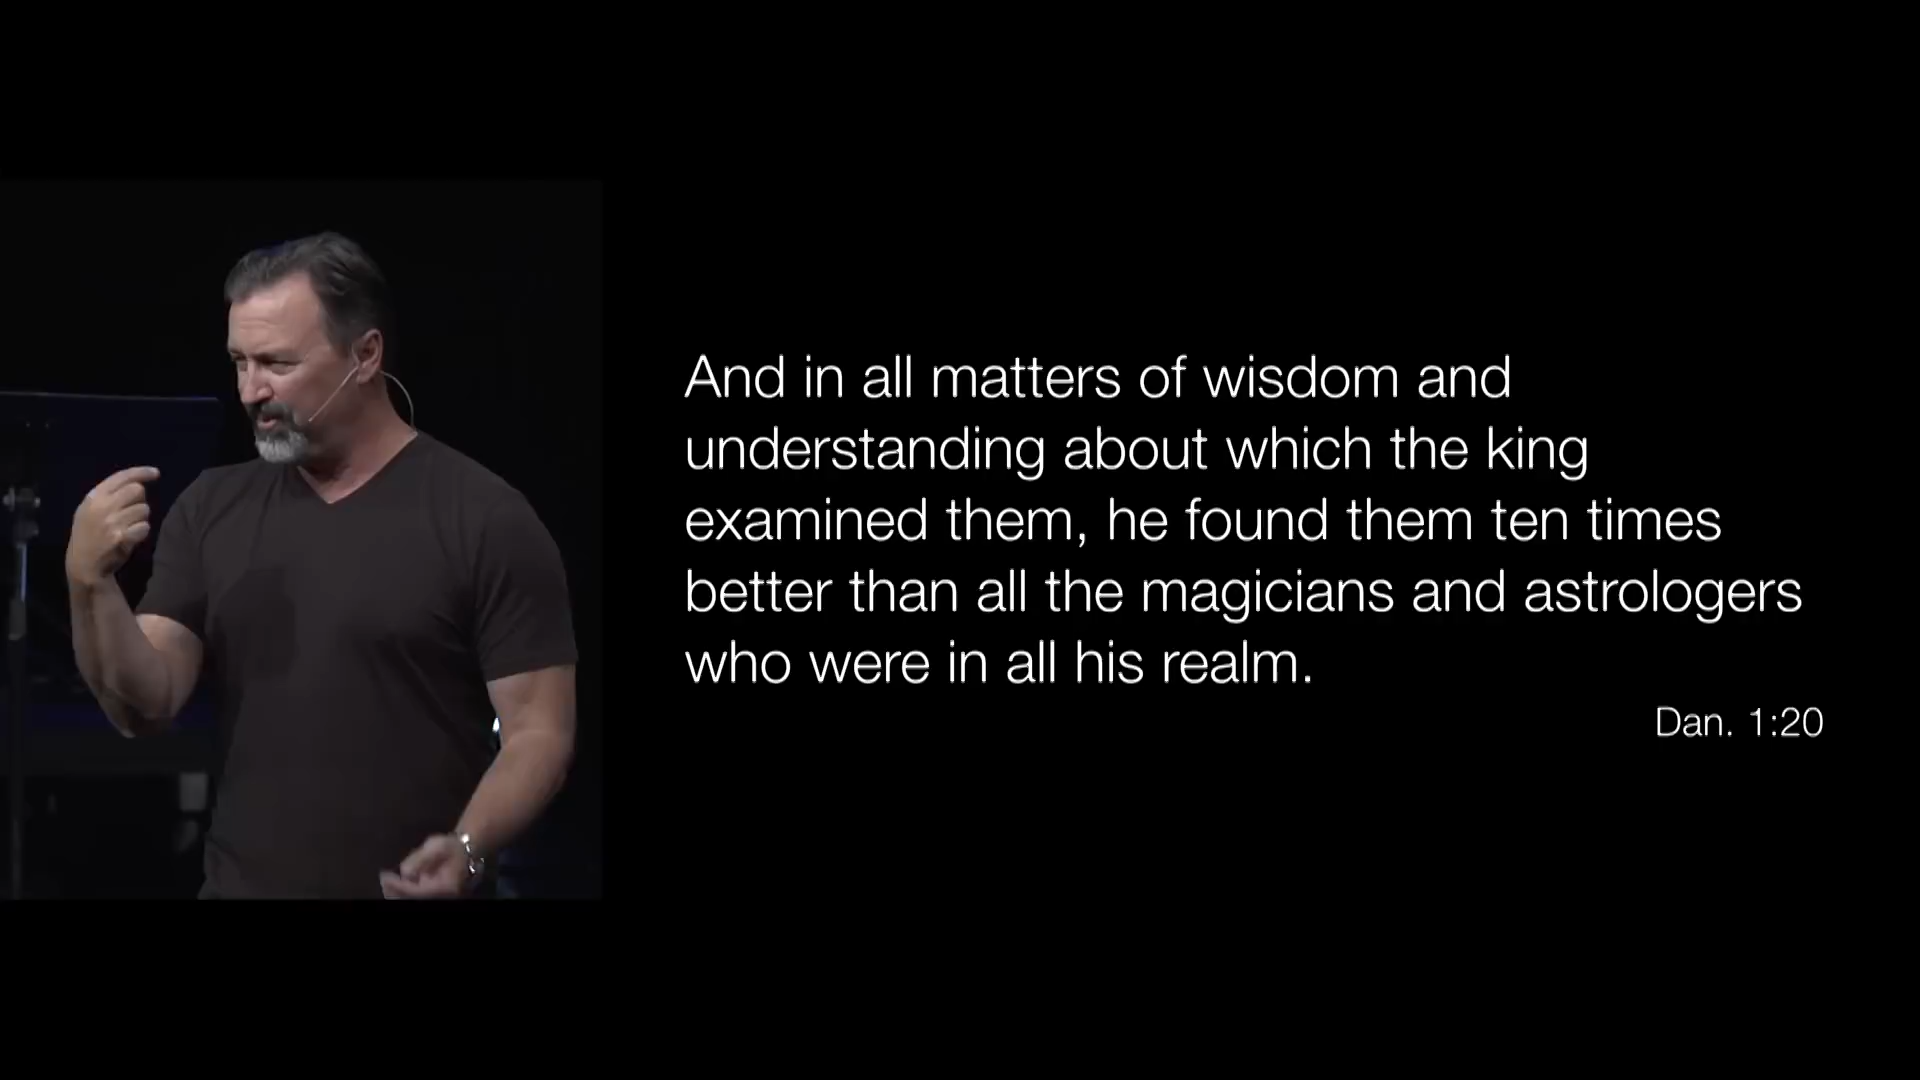 And in all matters of wisdom and
understanding about which the king
examined them, he found them ten times
better than all the magicians and astrologers
who were in all his realm.
Dan. 1:20